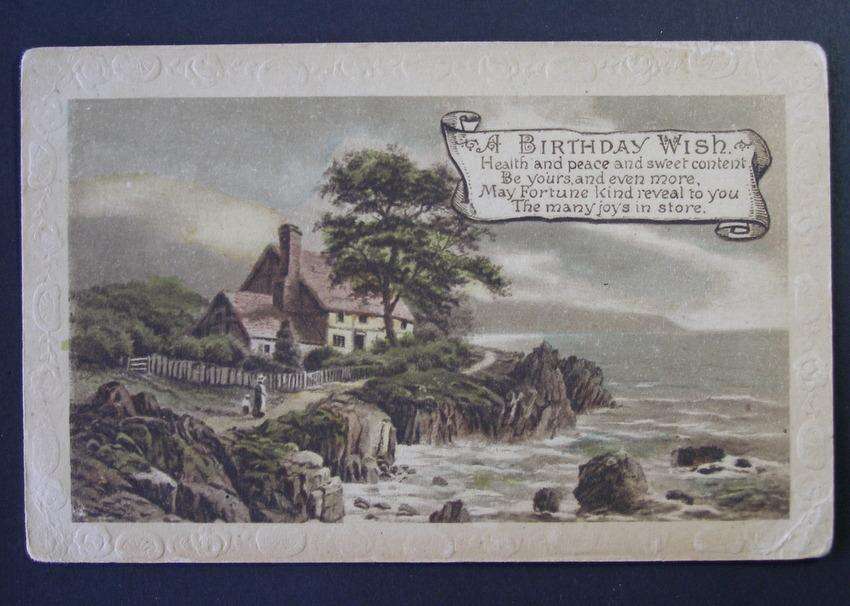 A Birthday Wish.
Health and peace and sweet content
Be yours, and even more,
May Fortune kind reveal to you
The many joys in store.